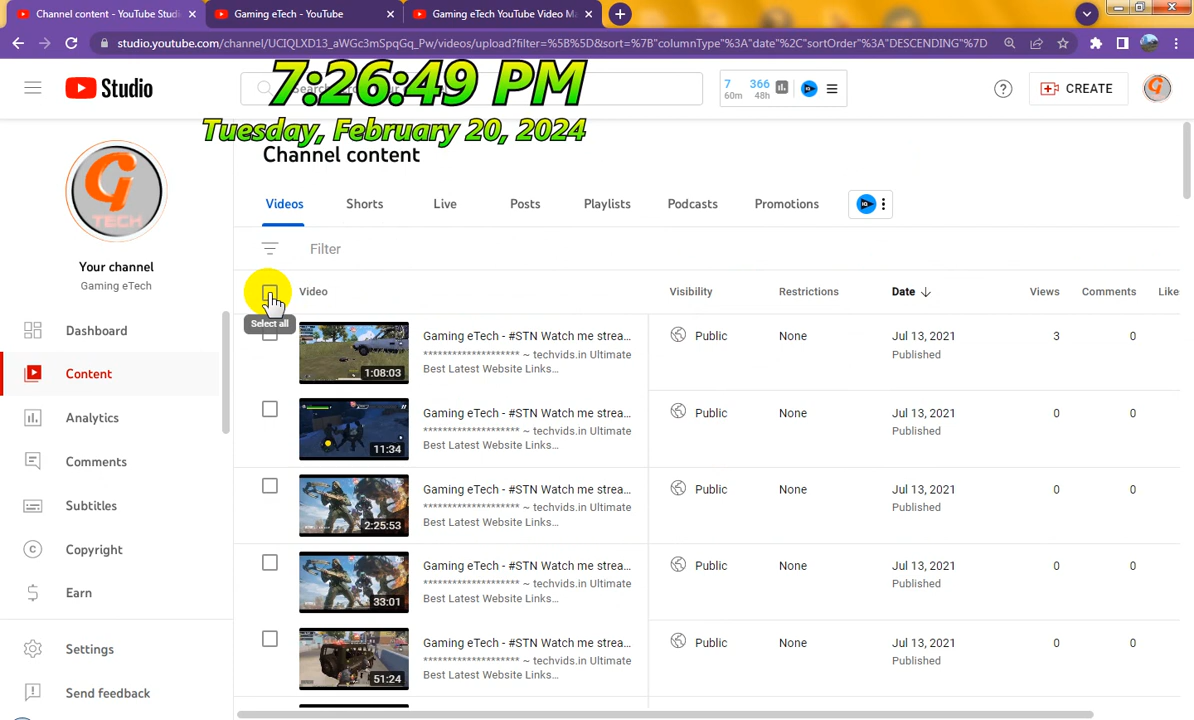 Channel content - YouTube Studi
Gaming eTech - YouTube
Gaming eTech YouTube Video Ma
studio.youtube.com/channel/UCIQLXD13_aWGc3mSpqGq_Pw/videos/upload?filter=%5B%5D&sort=%7B"columnType"%3A"date"%2C"sortOrder"%3A"DESCENDING"%7D
Studio
7:26:49 PM
Tuesday, February 20, 2024
7
60m
366
48h
IQ
CREATE
G
G
TECH
Your channel
Gaming eTech
Dashboard
Content
Analytics
Comments
Subtitles
Copyright
Earn
Settings
Send feedback
Channel content
Videos
Shorts
Live
Posts
Playlists
Podcasts
Promotions
IQ
Filter
Select all
Video
Visibility
Restrictions
Date
Views
Comments
Like
1:08:03
Gaming eTech - #STN Watch me strea...
******************** ~ techvids.in Ultimate
Best Latest Website Links...
Public
None
Jul 13, 2021
Published
3
0
11:34
Gaming eTech - #STN Watch me strea...
******************** ~ techvids.in Ultimate
Best Latest Website Links...
Public
None
Jul 13, 2021
Published
0
0
2:25:53
Gaming eTech - #STN Watch me strea...
******************** ~ techvids.in Ultimate
Best Latest Website Links...
Public
None
Jul 13, 2021
Published
0
0
33:01
Gaming eTech - #STN Watch me strea...
******************** ~ techvids.in Ultimate
Best Latest Website Links...
Public
None
Jul 13, 2021
Published
0
0
51:24
Gaming eTech - #STN Watch me strea...
******************** ~ techvids.in Ultimate
Best Latest Website Links...
Public
None
Jul 13, 2021
Published
0
0